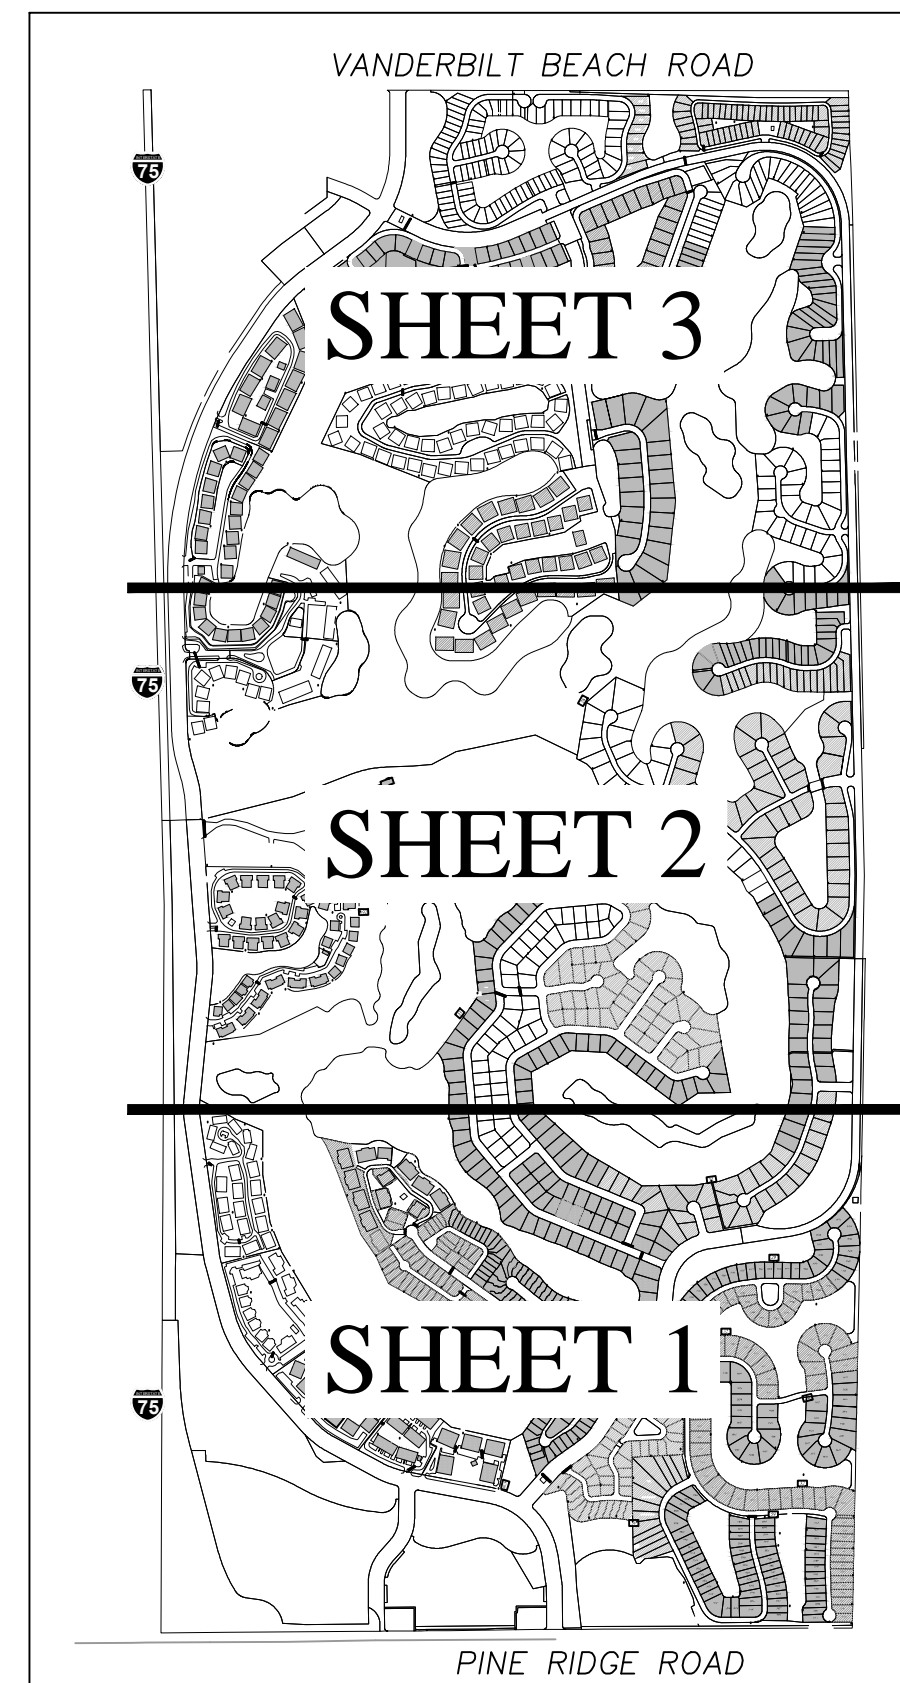 VANDERBILT BEACH ROAD
75
SHEET 3
75
SHEET 2
SHEET 1
75
PINE RIDGE ROAD